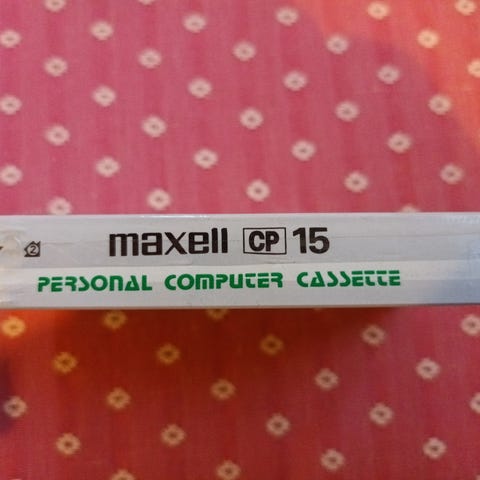 maxell CP 15
PERSONAL COMPUTER CASSETTE